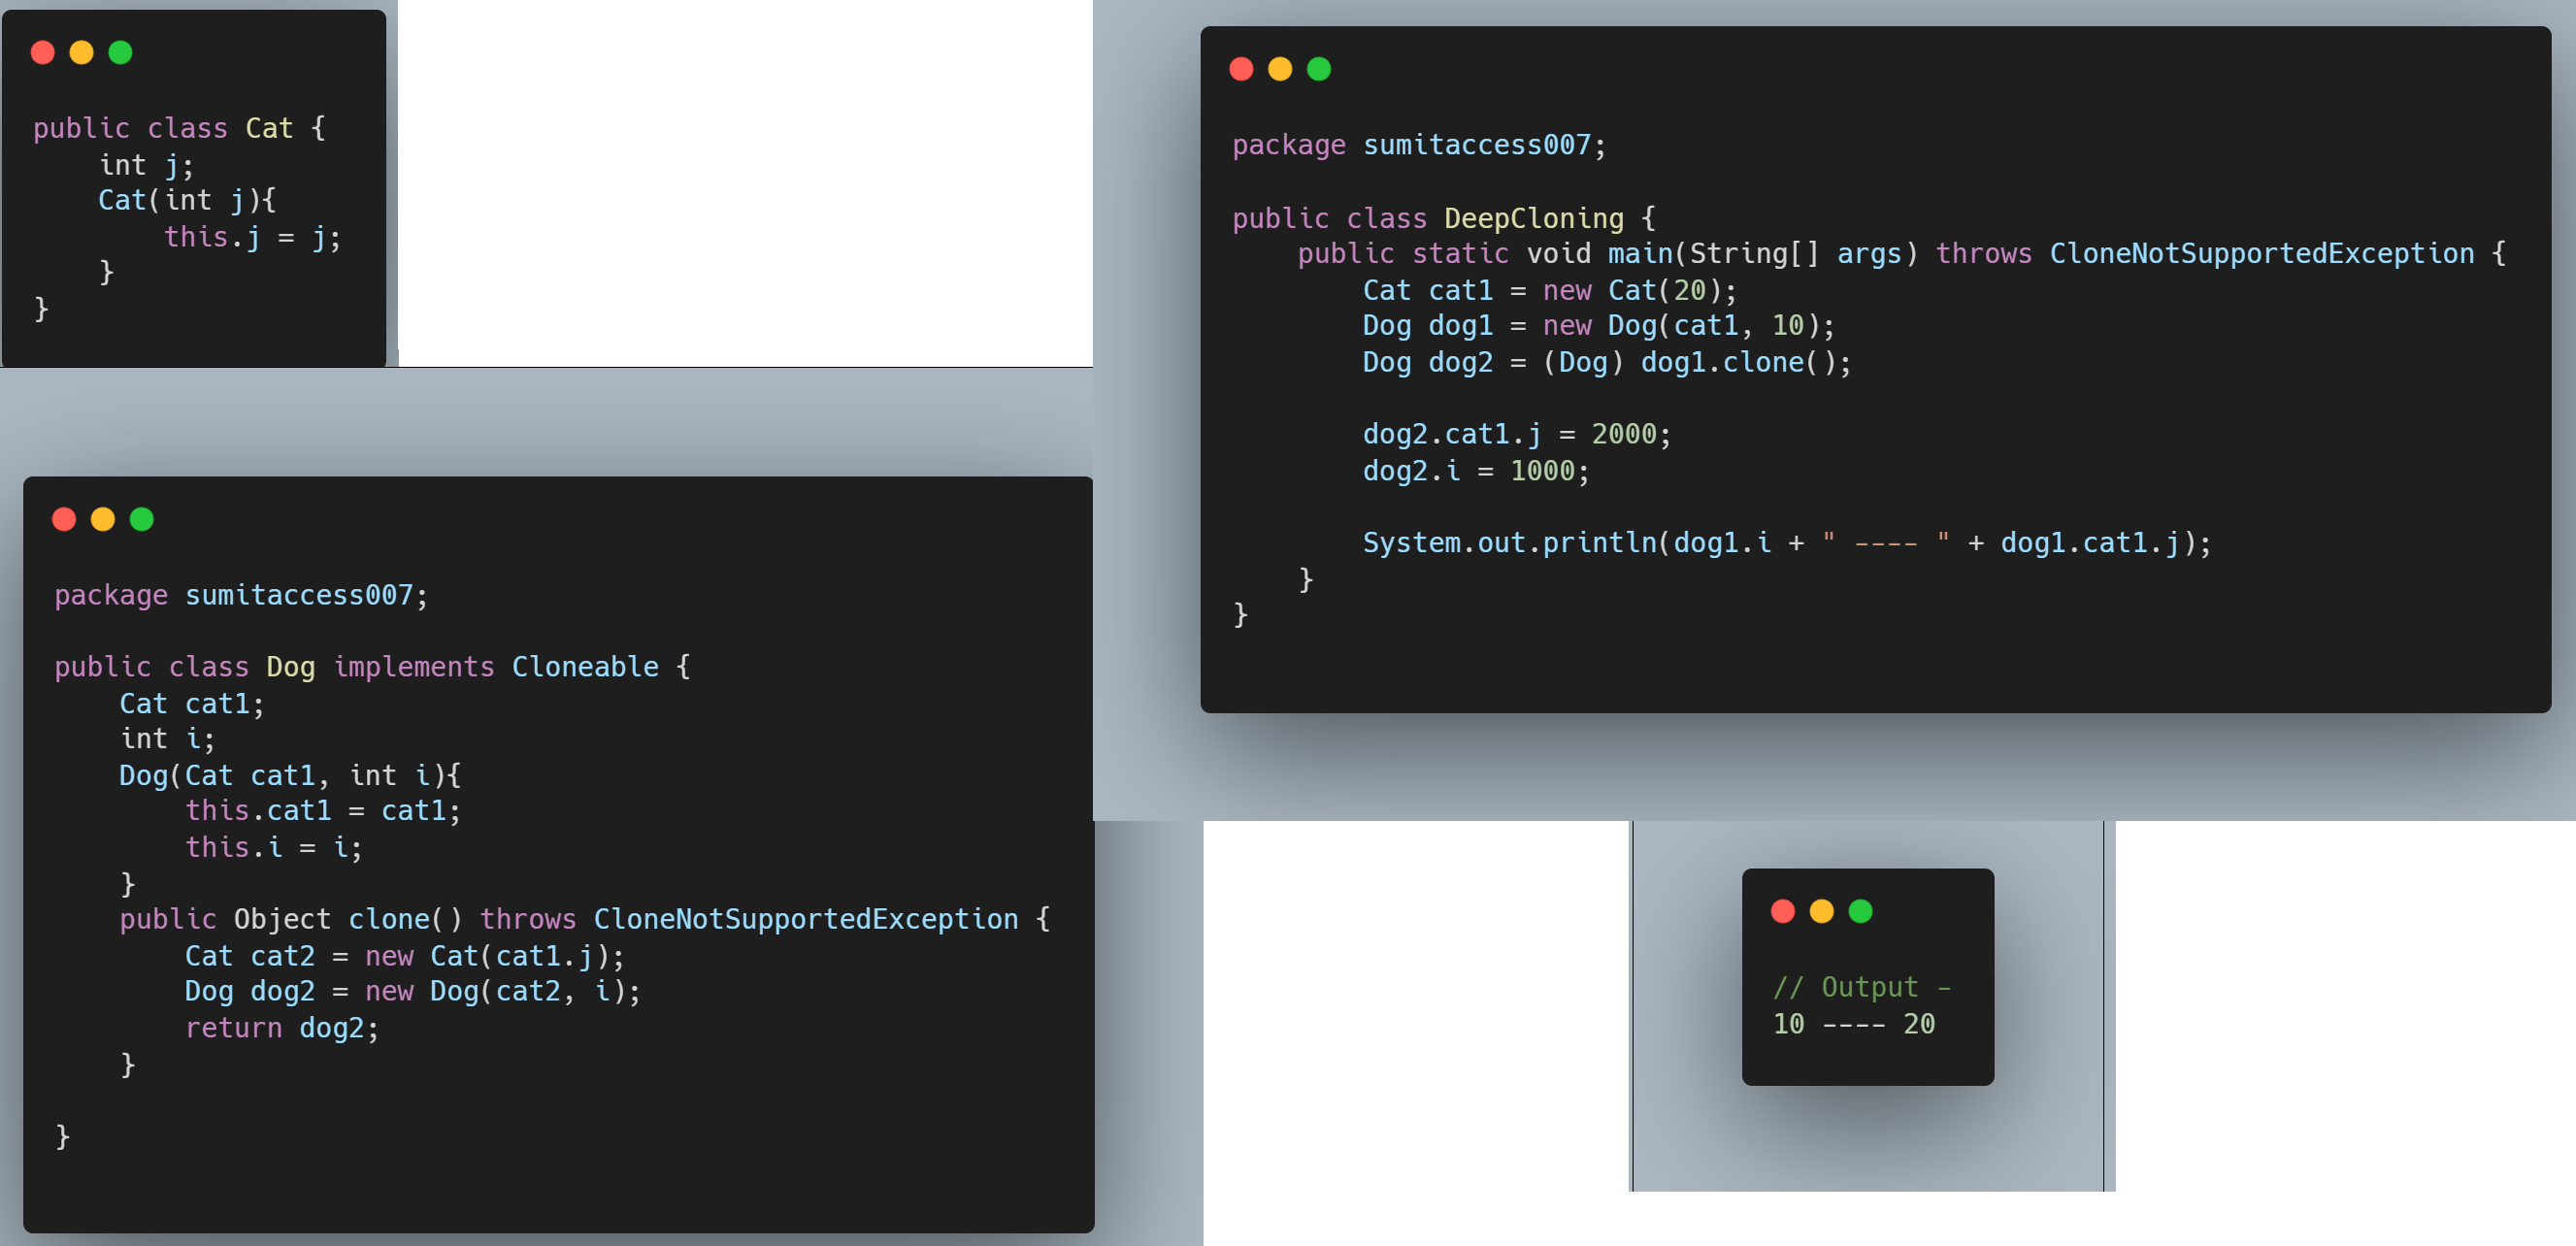 public class Cat {
    int j;
    Cat(int j){
        this.j = j;
    }
}
package sumitaccess007;

public class Dog implements Cloneable {
    Cat cat1;
    int i;
    Dog(Cat cat1, int i){
        this.cat1 = cat1;
        this.i = i;
    }
    public Object clone() throws CloneNotSupportedException {
        Cat cat2 = new Cat(cat1.j);
        Dog dog2 = new Dog(cat2, i);
        return dog2;
    }

}
package sumitaccess007;

public class DeepCloning {
    public static void main(String[] args) throws CloneNotSupportedException {
        Cat cat1 = new Cat(20);
        Dog dog1 = new Dog(cat1, 10);
        Dog dog2 = (Dog) dog1.clone();

        dog2.cat1.j = 2000;
        dog2.i = 1000;

        System.out.println(dog1.i + " ---- " + dog1.cat1.j);
    }
}
// Output -
10 ---- 20